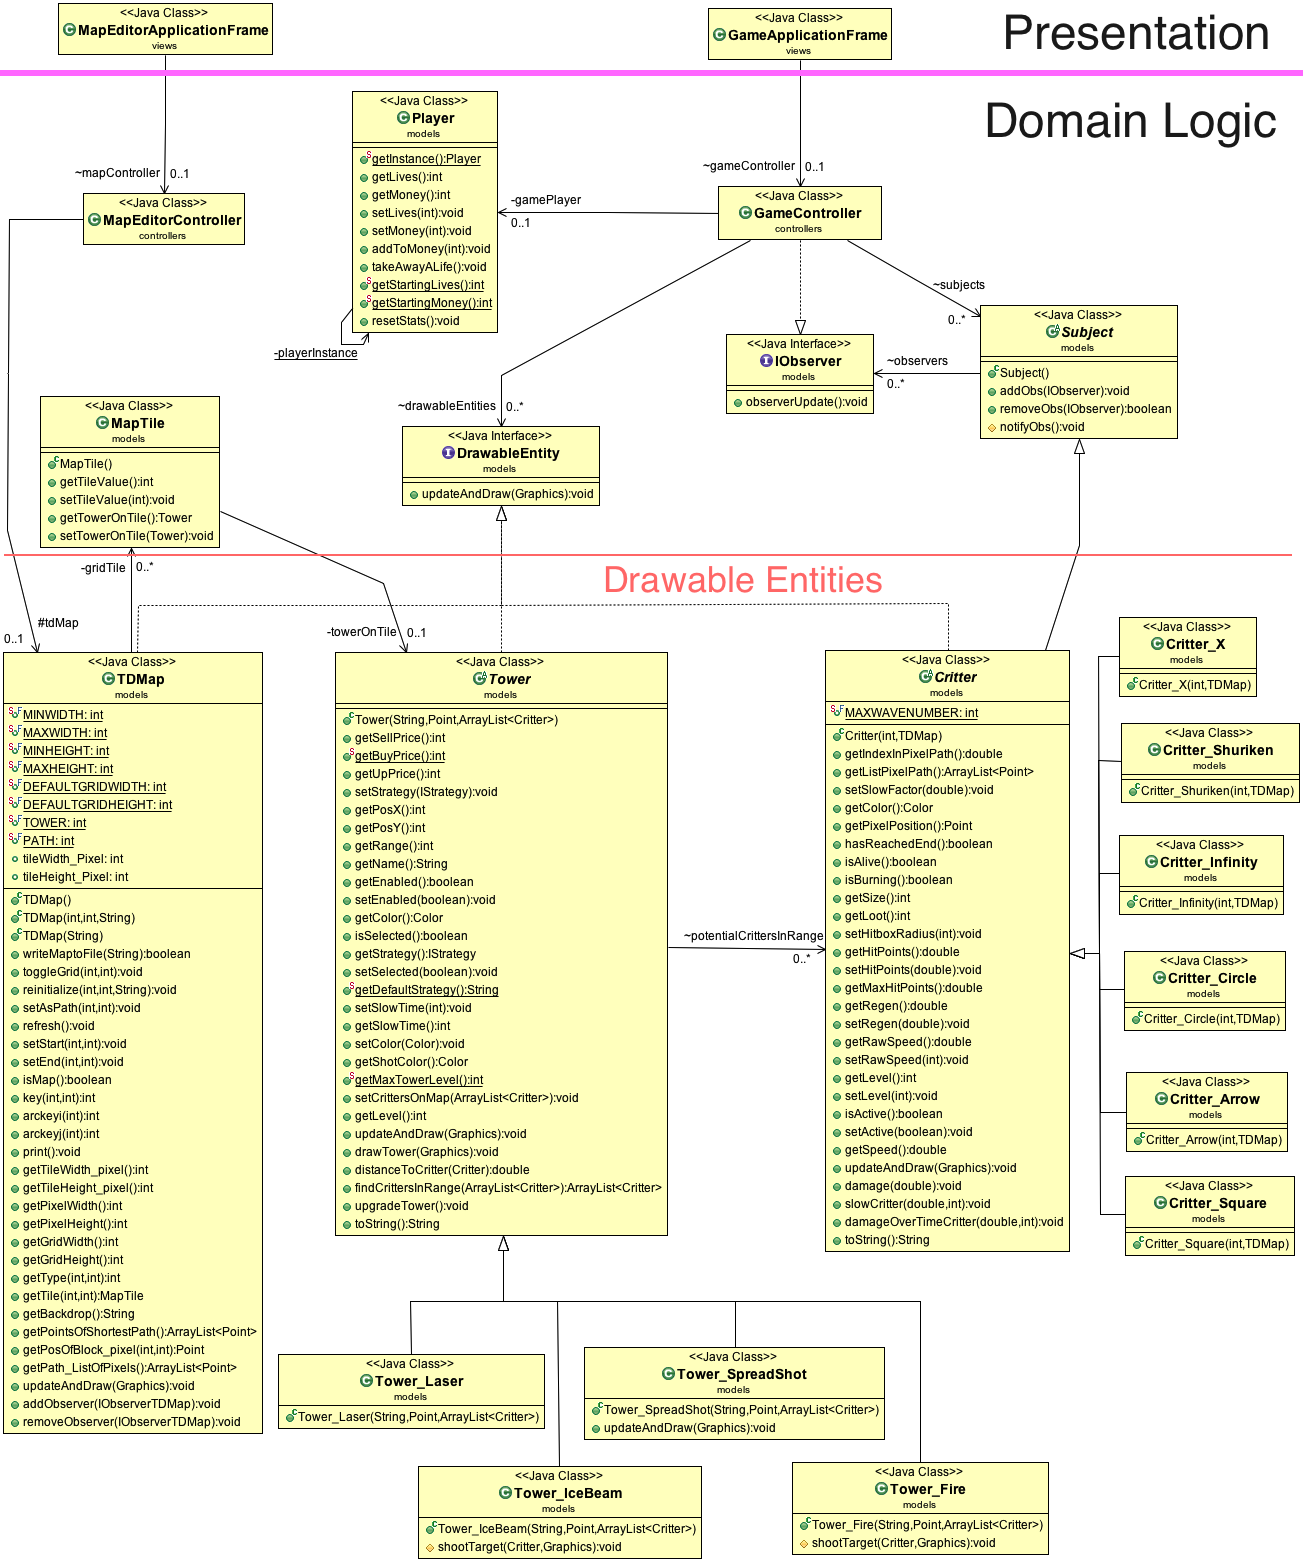 <<Java Class>>
MapEditorApplicationFrame
views
<<Java Class>>
GameApplicationFrame
views
Presentation
Domain Logic
<<Java Class>>
Player
models
getInstance():Player
getLives():int
getMoney():int
setLives(int):void
setMoney(int):void
addToMoney(int):void
takeAwayALife():void
getStartingLives():int
getStartingMoney():int
resetStats():void
-playerInstance
~mapController
0..1
~gameController
0..1
<<Java Class>>
MapEditorController
controllers
-gamePlayer
0..1
<<Java Class>>
GameController
controllers
~subjects
0..*
<<Java Class>>
Subject
models
Subject()
addObs(IObserver):void
removeObs(IObserver):boolean
notifyObs():void
<<Java Interface>>
IObserver
models
observerUpdate():void
~observers
0..*
~drawableEntities
0..*
<<Java Interface>>
DrawableEntity
models
updateAndDraw(Graphics):void
<<Java Class>>
MapTile
models
MapTile()
getTileValue():int
setTileValue(int):void
getTowerOnTile():Tower
setTowerOnTile(Tower):void
-gridTile
0..*
Drawable Entities
#tdMap
0..1
-towerOnTile
0..1
<<Java Class>>
TDMap
models
MINWIDTH: int
MAXWIDTH: int
MINHEIGHT: int
MAXHEIGHT: int
DEFAULTGRIDWIDTH: int
DEFAULTGRIDHEIGHT: int
TOWER: int
PATH: int
tileWidth_Pixel: int
tileHeight_Pixel: int
TDMap()
TDMap(int,int,String)
TDMap(String)
writeMaptoFile(String):boolean
toggleGrid(int,int):void
reinitialize(int,int,String):void
setAsPath(int,int):void
refresh():void
setStart(int,int):void
setEnd(int,int):void
isMap():boolean
key(int,int):int
arckeyi(int):int
arckeyj(int):int
print():void
getTileWidth_pixel():int
getTileHeight_pixel():int
getPixelWidth():int
getPixelHeight():int
getGridWidth():int
getGridHeight():int
getType(int,int):int
getTile(int,int):MapTile
getBackdrop():String
getPointsOfShortestPath():ArrayList<Point>
getPosOfBlock_pixel(int,int):Point
getPath_ListOfPixels():ArrayList<Point>
updateAndDraw(Graphics):void
addObserver(IObserverTDMap):void
removeObserver(IObserverTDMap):void
<<Java Class>>
Tower
models
Tower(String,Point,ArrayList<Critter>)
getSellPrice():int
getBuyPrice():int
getUpPrice():int
setStrategy(IStrategy):void
getPosX():int
getPosY():int
getRange():int
getName():String
getEnabled():boolean
setEnabled(boolean):void
getColor():Color
isSelected():boolean
getStrategy():IStrategy
setSelected(boolean):void
getDefaultStrategy():String
setSlowTime(int):void
getSlowTime():int
setColor(Color):void
getShotColor():Color
getMaxTowerLevel():int
setCrittersOnMap(ArrayList<Critter>):void
getLevel():int
updateAndDraw(Graphics):void
drawTower(Graphics):void
distanceToCritter(Critter):double
findCrittersInRange(ArrayList<Critter>):ArrayList<Critter>
upgradeTower():void
toString():String
~potentialCrittersInRange
0..*
<<Java Class>>
Critter
models
MAXWAVENUMBER: int
Critter(int,TDMap)
getIndexInPixelPath():double
getListPixelPath():ArrayList<Point>
setSlowFactor(double):void
getColor():Color
getPixelPosition():Point
hasReachedEnd():boolean
isAlive():boolean
isBurning():boolean
getSize():int
getLoot():int
setHitboxRadius(int):void
getHitPoints():double
setHitPoints(double):void
getMaxHitPoints():double
getRegen():double
setRegen(double):void
getRawSpeed():double
setRawSpeed(int):void
getLevel():int
setLevel(int):void
isActive():boolean
setActive(boolean):void
getSpeed():double
updateAndDraw(Graphics):void
damage(double):void
slowCritter(double,int):void
damageOverTimeCritter(double,int):void
toString():String
<<Java Class>>
Critter_X
models
Critter_X(int,TDMap)
<<Java Class>>
Critter_Shuriken
models
Critter_Shuriken(int,TDMap)
<<Java Class>>
Critter_Infinity
models
Critter_Infinity(int,TDMap)
<<Java Class>>
Critter_Circle
models
Critter_Circle(int,TDMap)
<<Java Class>>
Critter_Arrow
models
Critter_Arrow(int,TDMap)
<<Java Class>>
Critter_Square
models
Critter_Square(int,TDMap)
<<Java Class>>
Tower_Laser
models
Tower_Laser(String,Point,ArrayList<Critter>)
<<Java Class>>
Tower_SpreadShot
models
Tower_SpreadShot(String,Point,ArrayList<Critter>)
updateAndDraw(Graphics):void
<<Java Class>>
Tower_IceBeam
models
Tower_IceBeam(String,Point,ArrayList<Critter>)
shootTarget(Critter,Graphics):void
<<Java Class>>
Tower_Fire
models
Tower_Fire(String,Point,ArrayList<Critter>)
shootTarget(Critter,Graphics):void